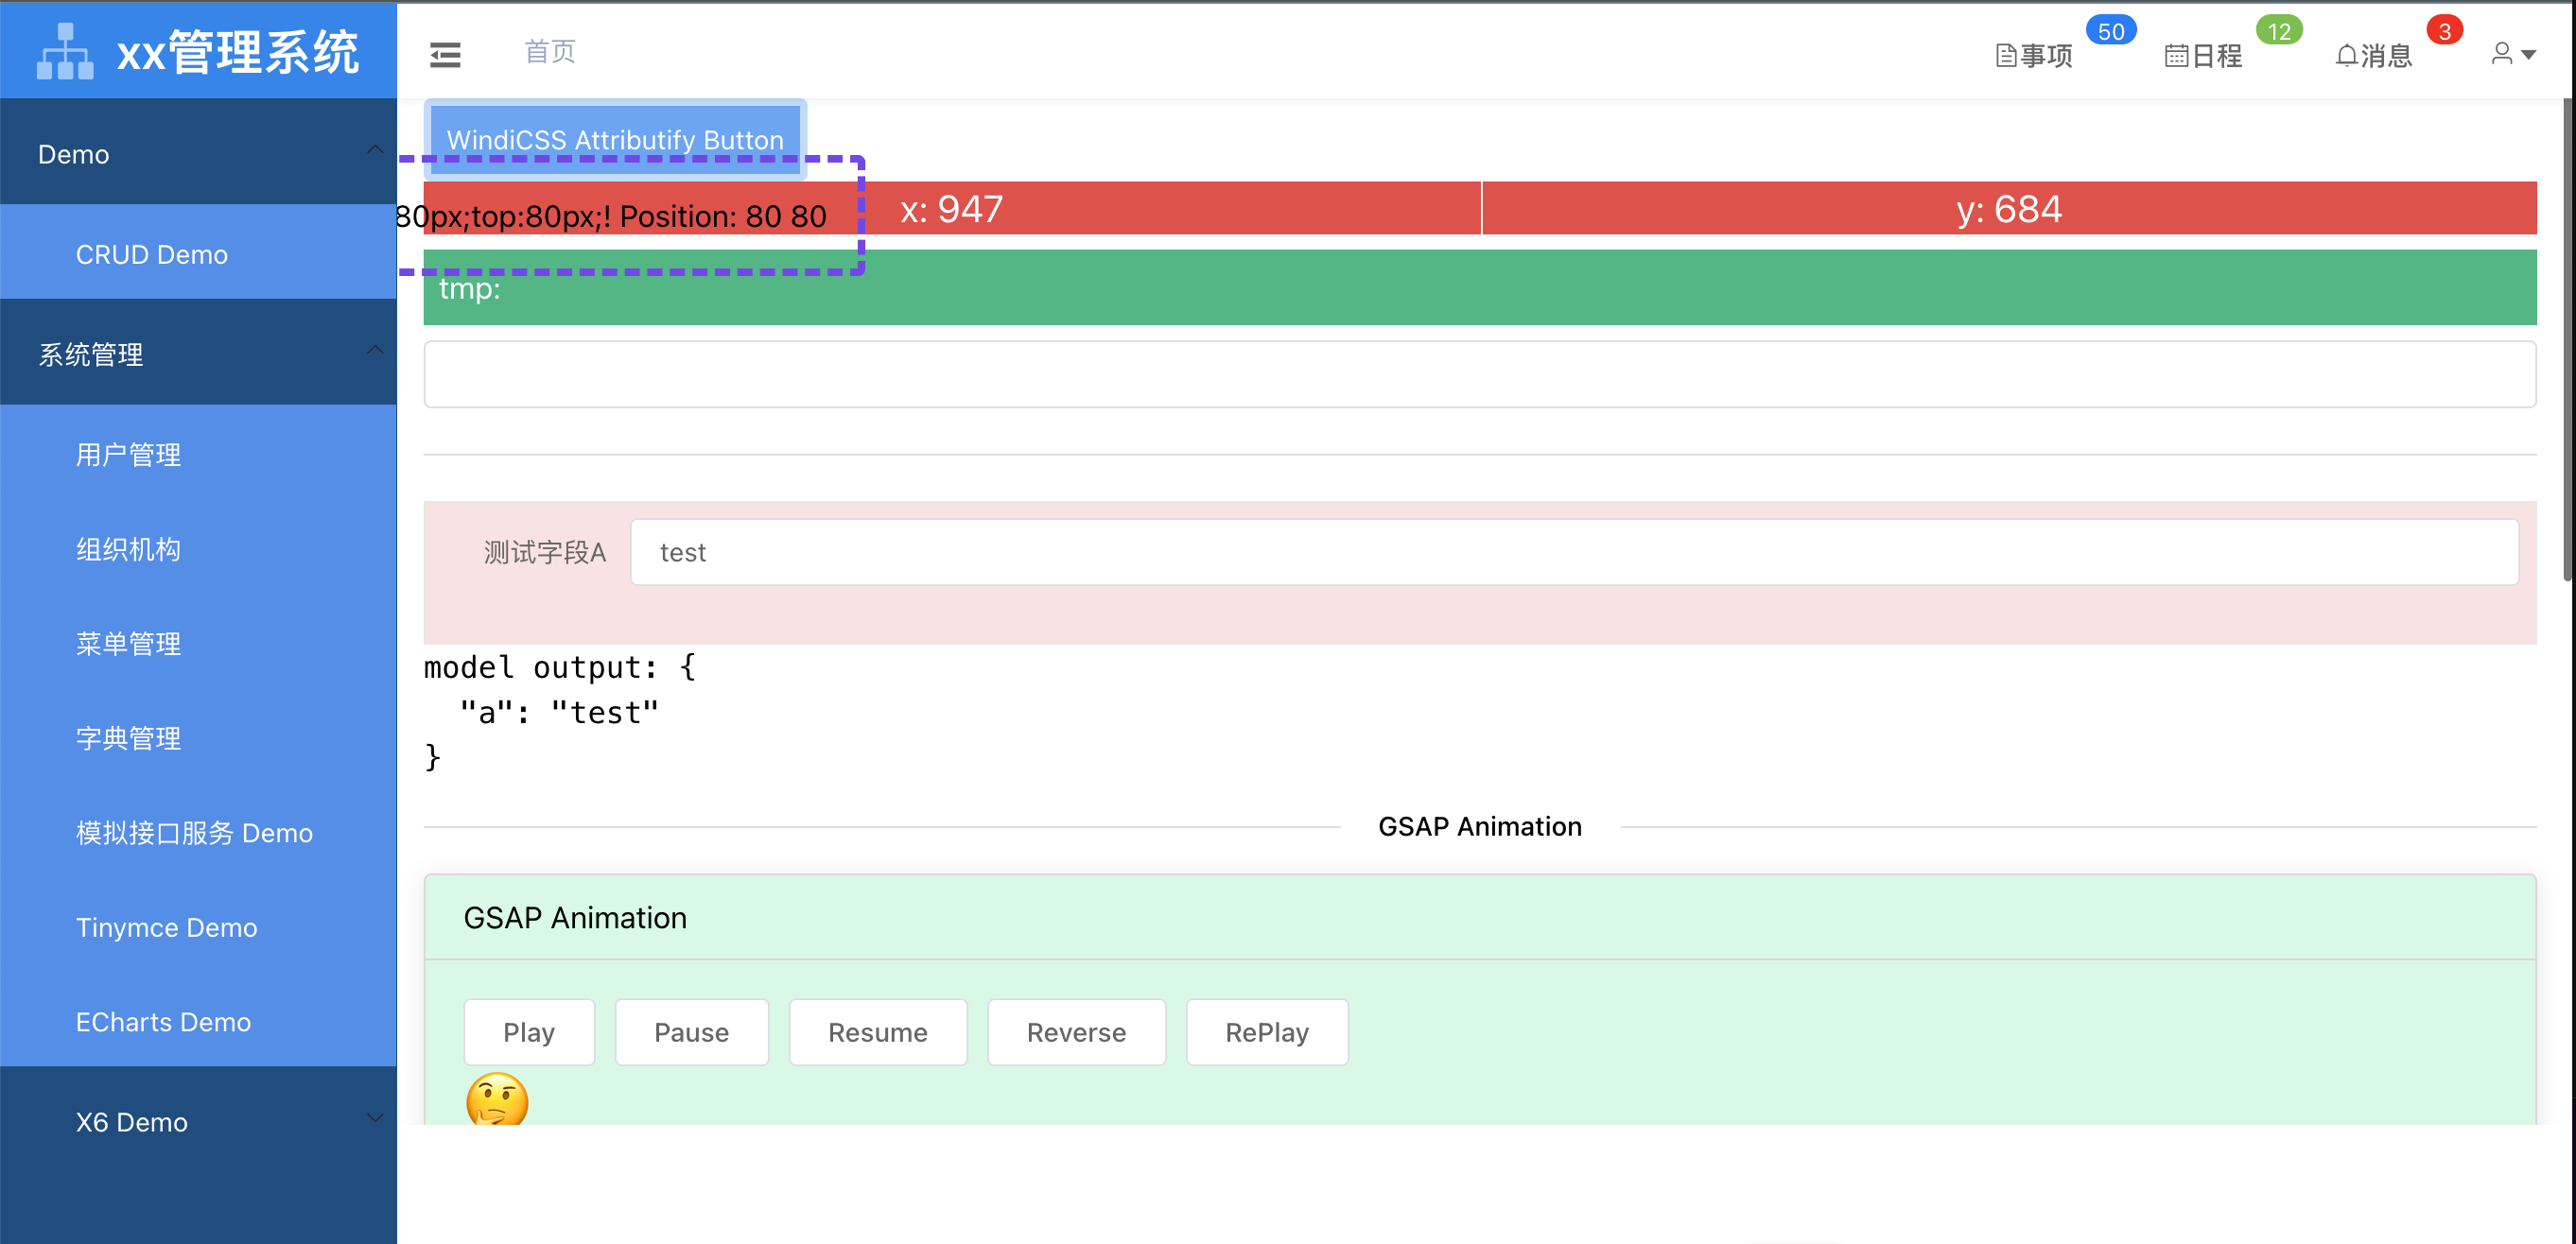 xx管理系统
首页
事项 50
日程 12
消息 3
Demo
CRUD Demo
系统管理
用户管理
组织机构
菜单管理
字典管理
模拟接口服务 Demo
Tinymce Demo
ECharts Demo
X6 Demo
WindiCSS Attributify Button
80px;top:80px;! Position: 80 80
x: 947
y: 684
tmp:
测试字段A test
model output: {
"a": "test"
}
GSAP Animation
GSAP Animation
Play Pause Resume Reverse RePlay